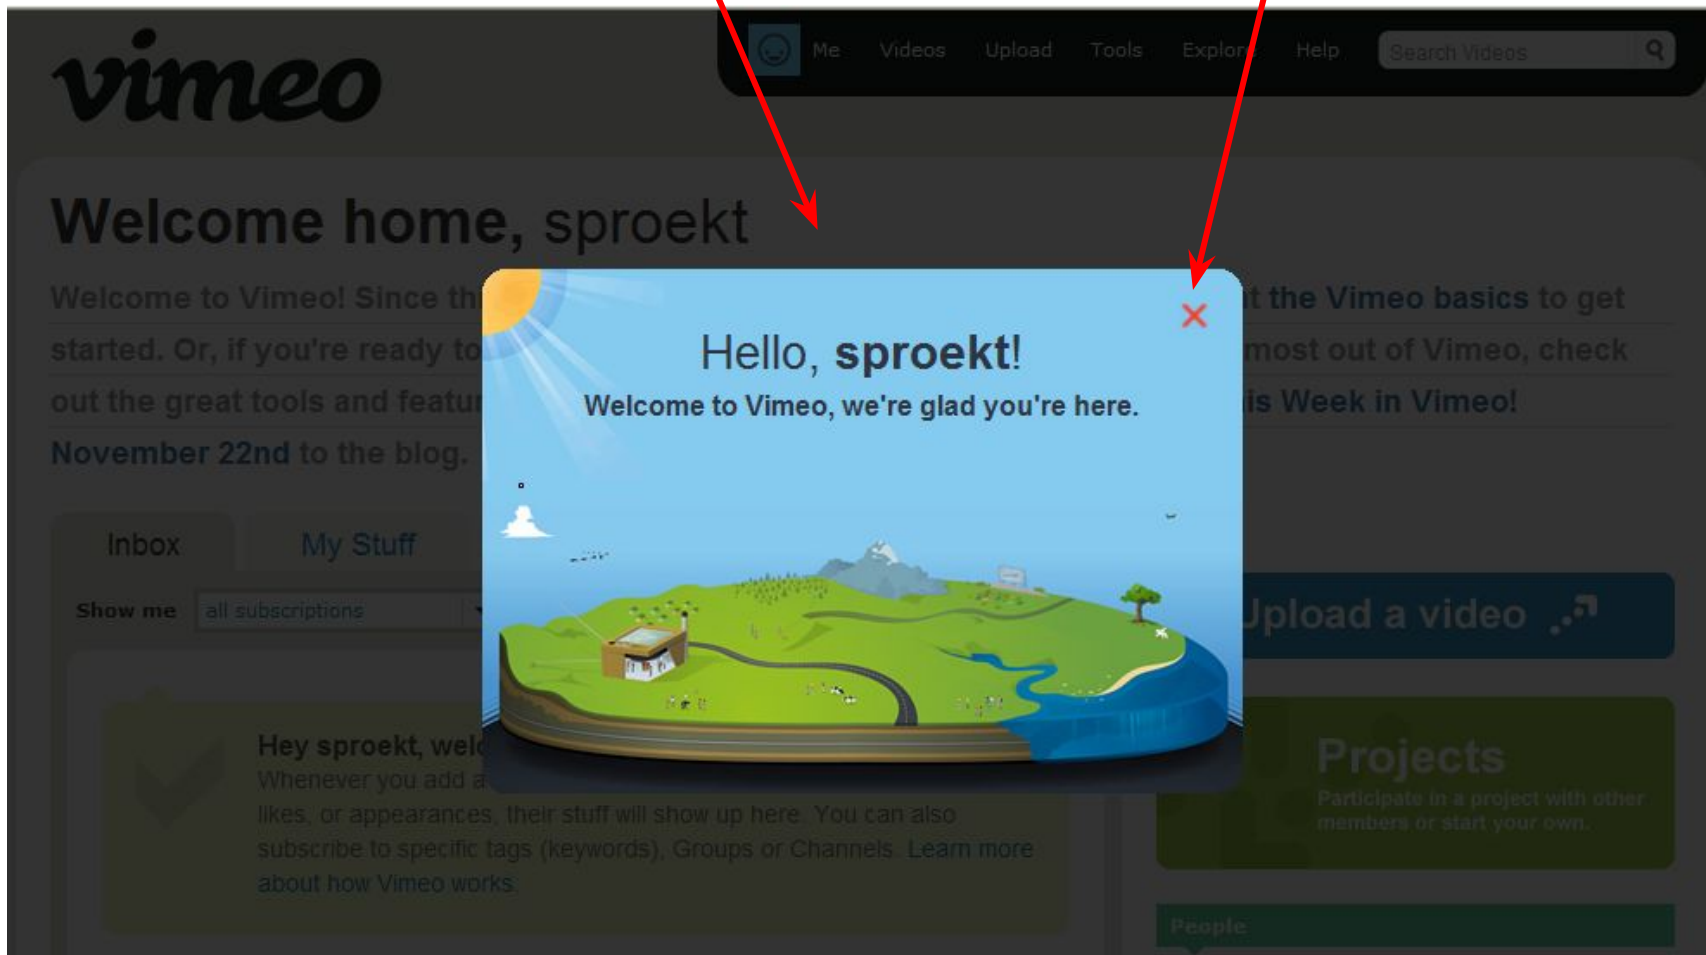 vimeo
Me Videos Upload Tools Explore Help Search Videos
Welcome home, sproekt
Welcome to Vimeo! Since th t the Vimeo basics to get
started. Or, if you're ready to most out of Vimeo, check
out the great tools and featur is Week in Vimeo!
November 22nd to the blog.
Hello, sproekt!
Welcome to Vimeo, we're glad you're here.
Inbox My Stuff
Show me all subscriptions
Upload a video
Hey sproekt, wel
Whenever you add a
likes, or appearances, their stuff will show up here. You can also
subscribe to specific tags (keywords), Groups or Channels. Learn more
about how Vimeo works.
Projects
Participate in a project with other
members or start your own.
People